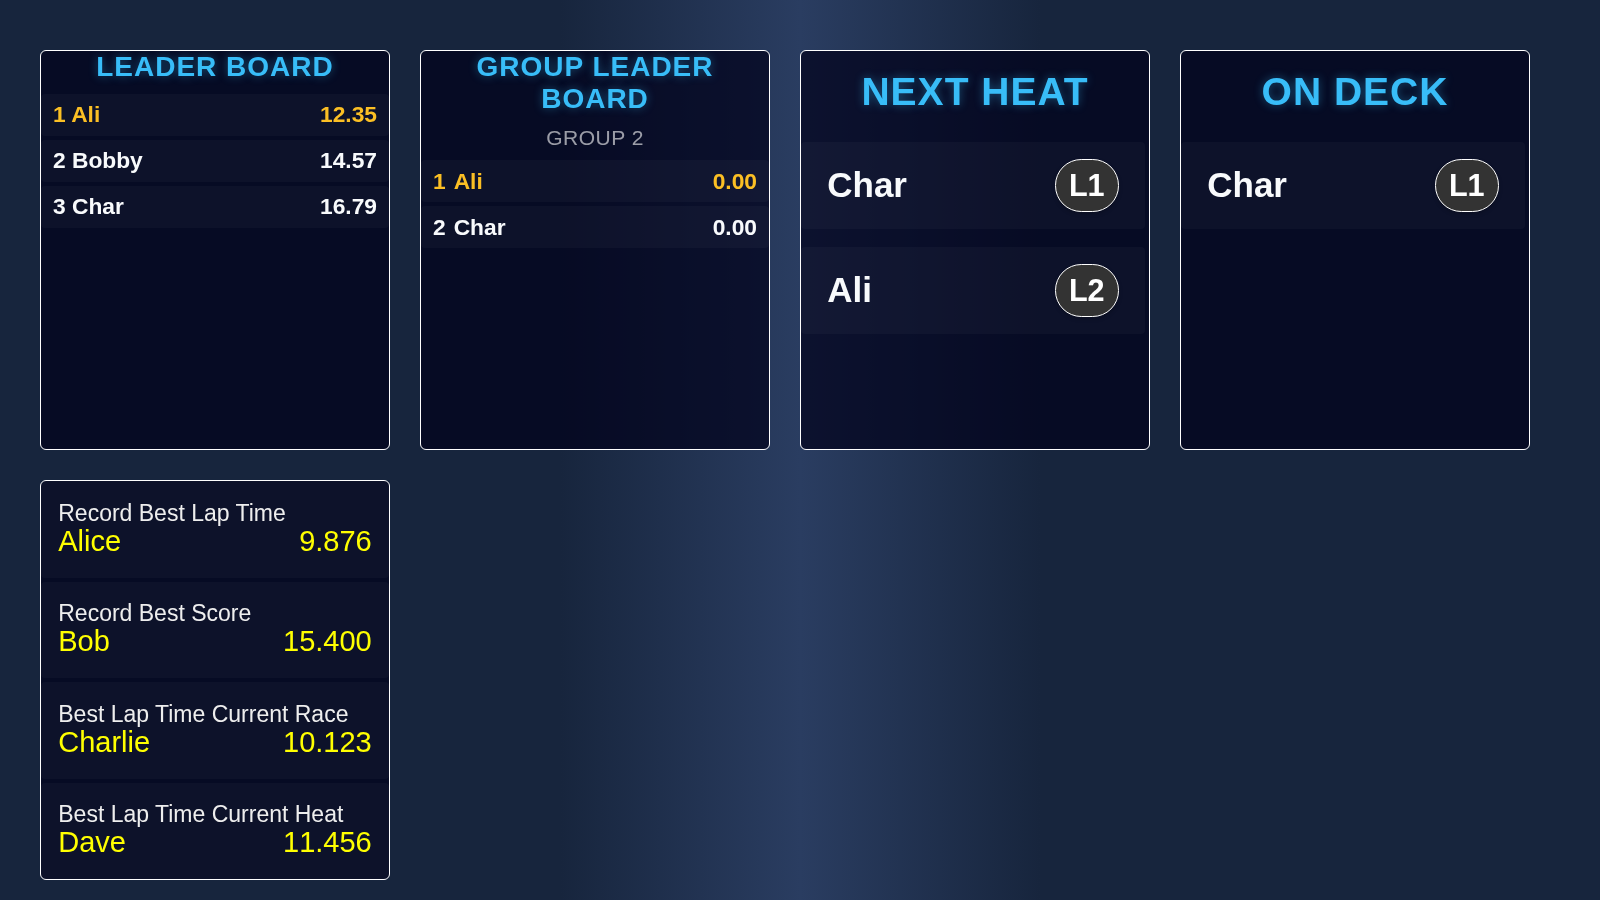 LEADER BOARD
1 Ali 12.35
2 Bobby 14.57
3 Char 16.79
GROUP LEADER
BOARD
GROUP 2
1 Ali 0.00
2 Char 0.00
NEXT HEAT
Char L1
Ali L2
ON DECK
Char L1
Record Best Lap Time
Alice 9.876
Record Best Score
Bob 15.400
Best Lap Time Current Race
Charlie 10.123
Best Lap Time Current Heat
Dave 11.456